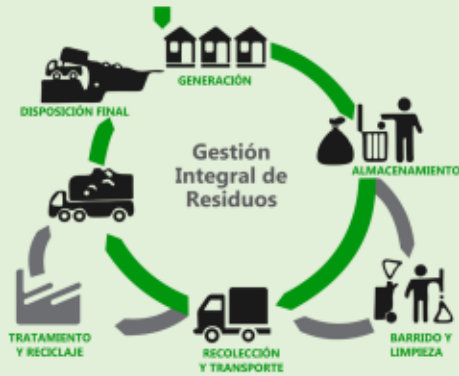 GENERACIÓN
DISPOSICIÓN FINAL
Gestión
Integral de
Residuos
ALMACENAMIENTO
TRATAMIENTO
Y RECICLAJE
RECOLECCIÓN
Y TRANSPORTE
BARRIDO Y
LIMPIEZA